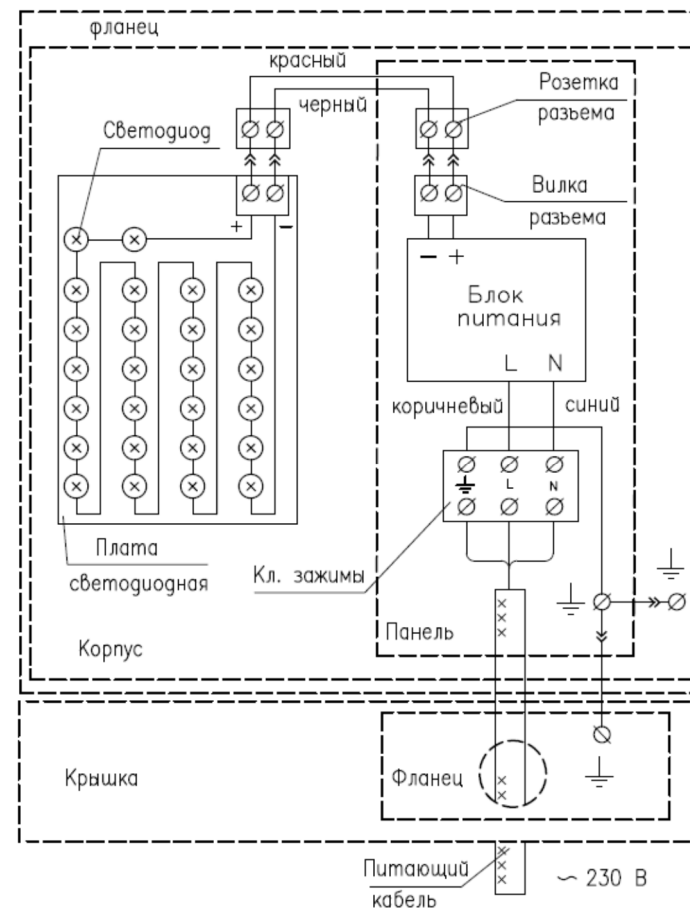 фланец
красный
черный
Розетка
разъема
Светодиод
Вилка
разъема
+ −
− +
Блок
питания
L N
коричневый
синий
L N
Плата
светодиодная
Кл. зажимы
Панель
Корпус
Крышка
Фланец
Питающий
кабель
~ 230 В